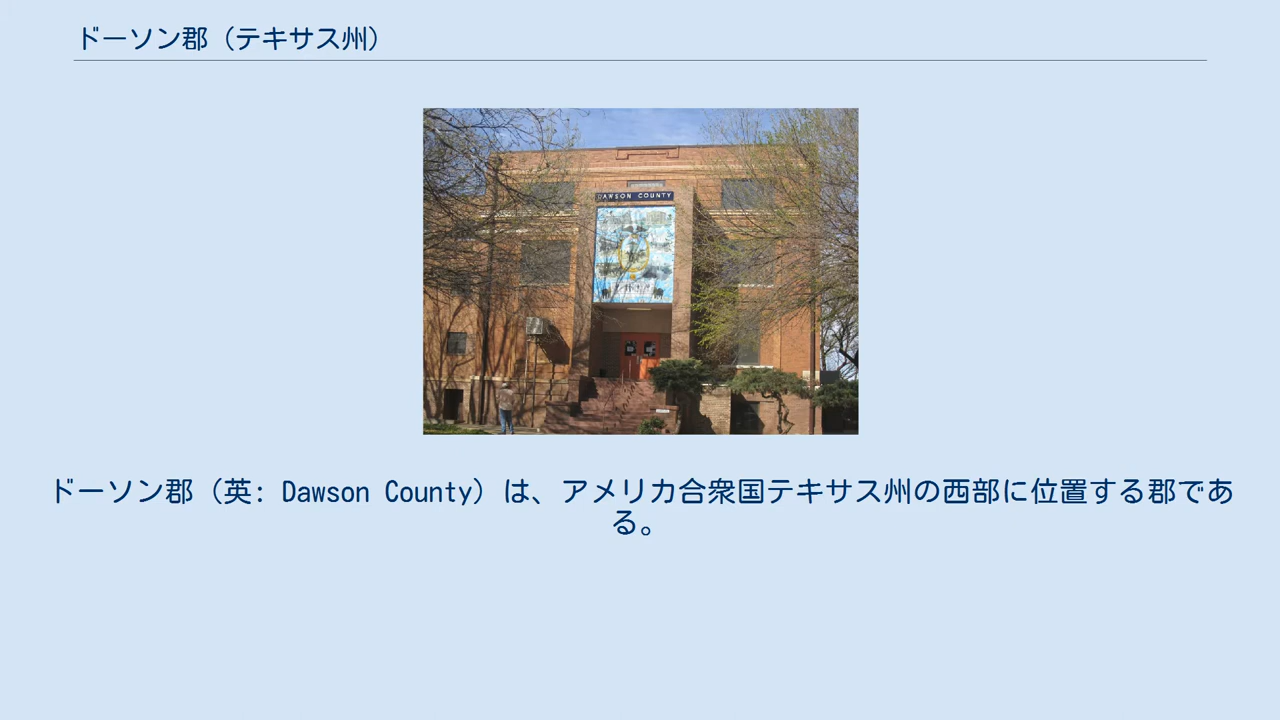 ドーソン郡（テキサス州）
DAWSON COUNTY
ドーソン郡（英: Dawson County）は、アメリカ合衆国テキサス州の西部に位置する郡であ
る。